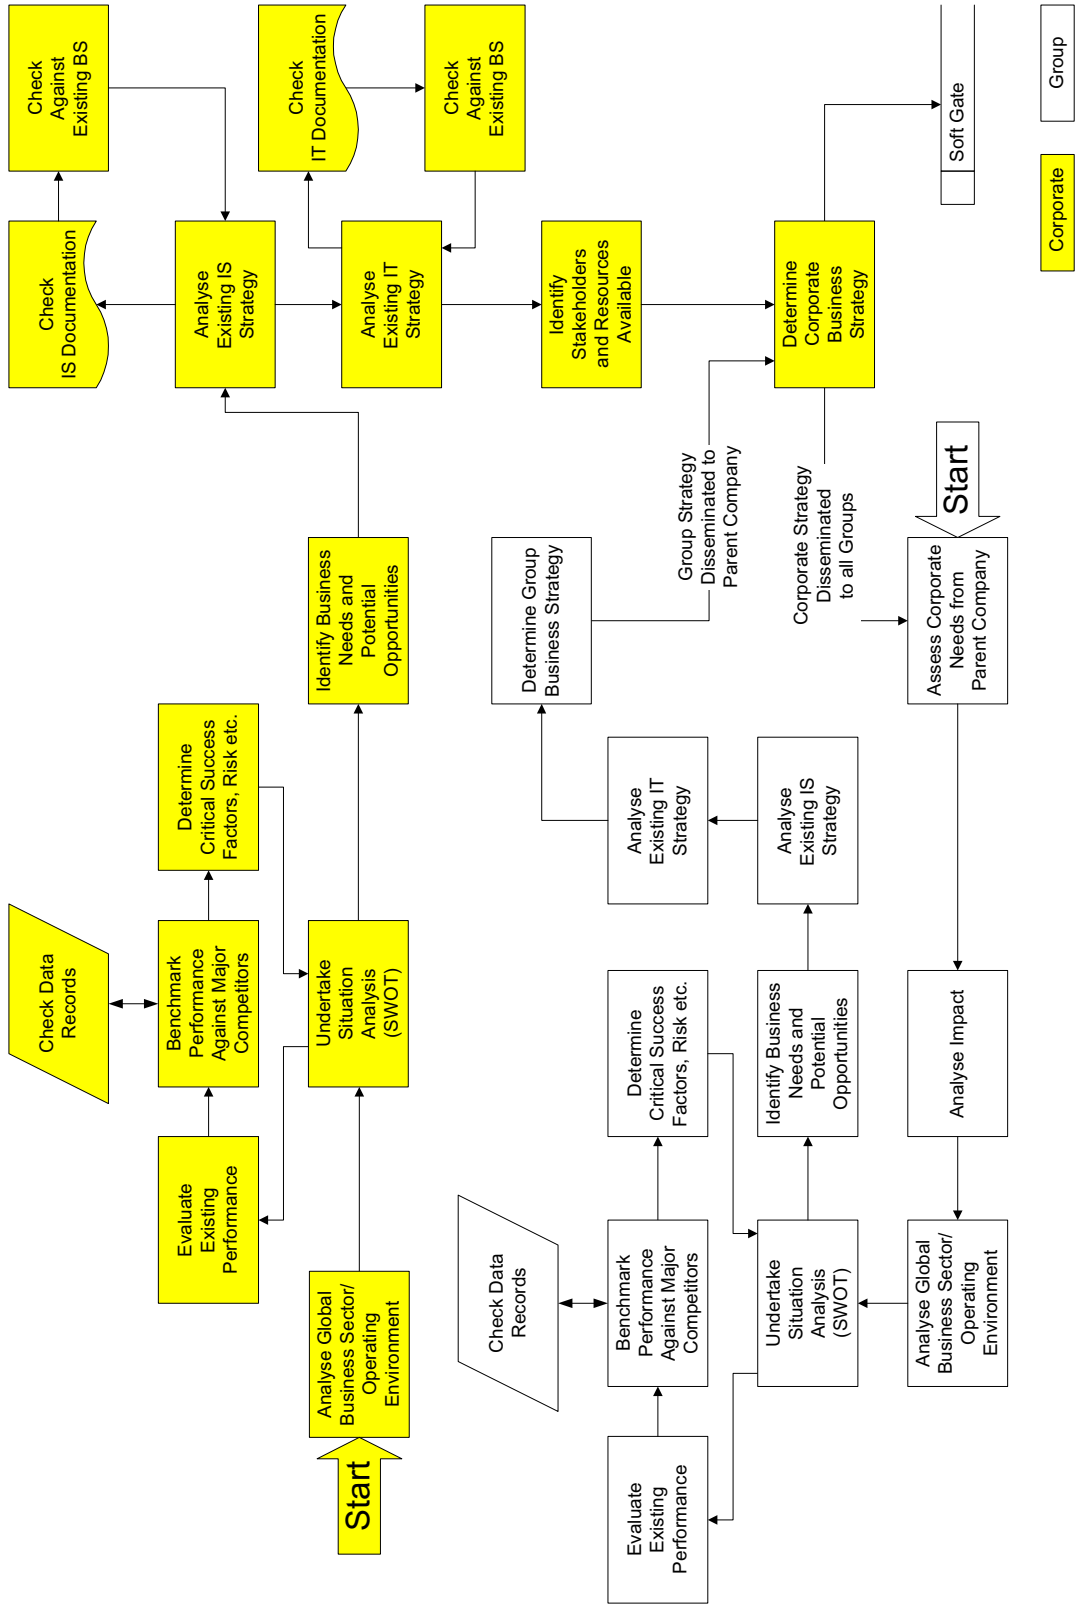 Check Data
Records
Evaluate
Existing
Performance
Benchmark
Performance
Against Major
Competitors
Determine
Critical Success
Factors, Risk etc.
Check
IS Documentation
Check
Against
Existing BS
Start
Analyse Global
Business Sector/
Operating
Environment
Undertake
Situation
Analysis
(SWOT)
Identify Business
Needs and
Potential
Opportunities
Analyse
Existing IS
Strategy
Check
IT Documentation
Analyse
Existing IT
Strategy
Check
Against
Existing BS
Identify
Stakeholders
and Resources
Available
Check Data
Records
Evaluate
Existing
Performance
Benchmark
Performance
Against Major
Competitors
Determine
Critical Success
Factors, Risk etc.
Analyse
Existing IT
Strategy
Determine Group
Business Strategy
Group Strategy
Disseminated to
Parent Company
Undertake
Situation
Analysis
(SWOT)
Identify Business
Needs and
Potential
Opportunities
Analyse
Existing IS
Strategy
Corporate Strategy
Disseminated
to all Groups
Determine
Corporate
Business
Strategy
Analyse Global
Business Sector/
Operating
Environment
Analyse Impact
Assess Corporate
Needs from
Parent Company
Start
Soft Gate
Corporate
Group